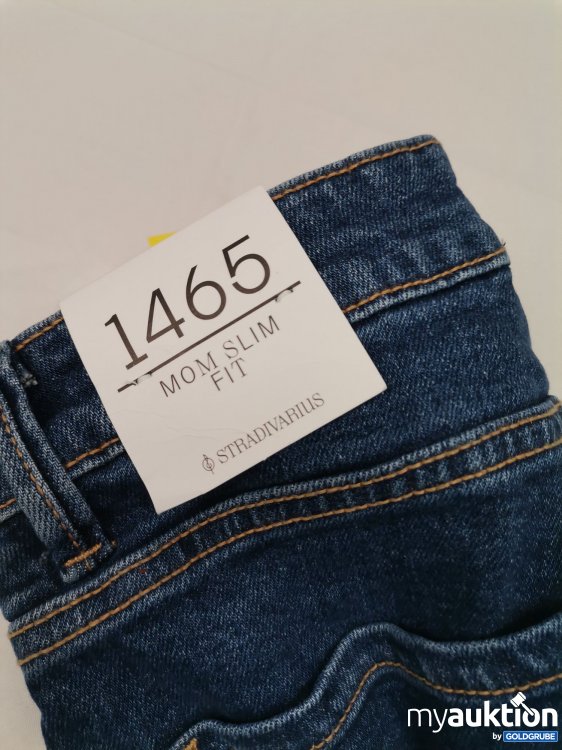 1465
MOM SLIM
FIT
STRADIVARIUS
myauktion
by GOLDGRUBE